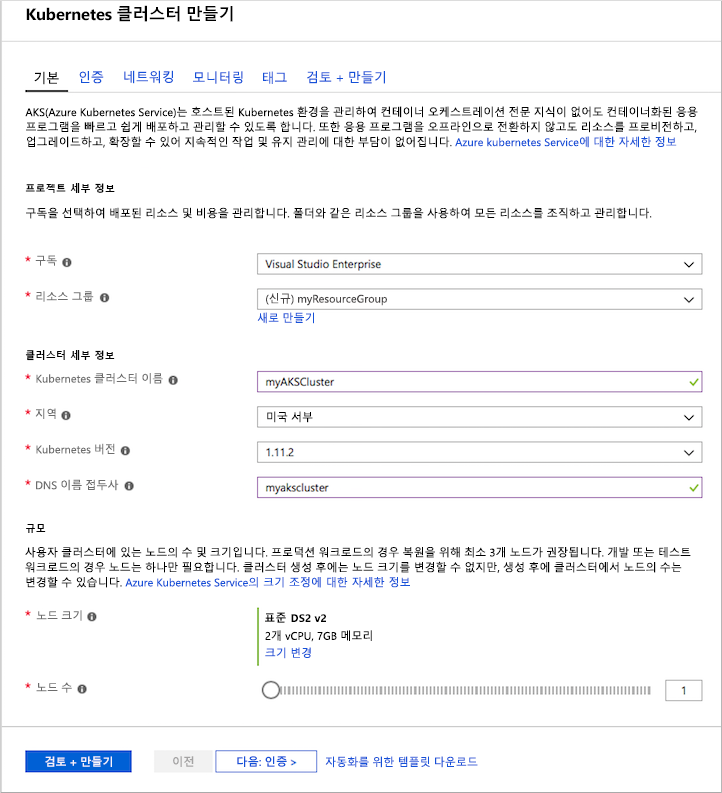 Kubernetes 클러스터 만들기
기본 인증 네트워킹 모니터링 태그 검토 + 만들기
AKS(Azure Kubernetes Service)는 호스트된 Kubernetes 환경을 관리하여 컨테이너 오케스트레이션 전문 지식이 없어도 컨테이너화된 응용
프로그램을 빠르고 쉽게 배포하고 관리할 수 있도록 합니다. 또한 응용 프로그램을 오프라인으로 전환하지 않고도 리소스를 프로비전하고,
업그레이드하고, 확장할 수 있어 지속적인 작업 및 유지 관리에 대한 부담이 없어집니다. Azure kubernetes Service에 대한 자세한 정보
프로젝트 세부 정보
구독을 선택하여 배포된 리소스 및 비용을 관리합니다. 폴더와 같은 리소스 그룹을 사용하여 모든 리소스를 조직하고 관리합니다.
* 구독 Visual Studio Enterprise
* 리소스 그룹 (신규) myResourceGroup
새로 만들기
클러스터 세부 정보
* Kubernetes 클러스터 이름 myAKSCluster
* 지역 미국 서부
* Kubernetes 버전 1.11.2
* DNS 이름 접두사 myakscluster
규모
사용자 클러스터에 있는 노드의 수 및 크기입니다. 프로덕션 워크로드의 경우 복원을 위해 최소 3개 노드가 권장됩니다. 개발 또는 테스트
워크로드의 경우 노드는 하나만 필요합니다. 클러스터 생성 후에는 노드 크기를 변경할 수 없지만, 생성 후에 클러스터에서 노드의 수는
변경할 수 있습니다. Azure Kubernetes Service의 크기 조정에 대한 자세한 정보
* 노드 크기 표준 DS2 v2
2개 vCPU, 7GB 메모리
크기 변경
* 노드 수 1
검토 + 만들기 이전 다음: 인증 > 자동화를 위한 템플릿 다운로드